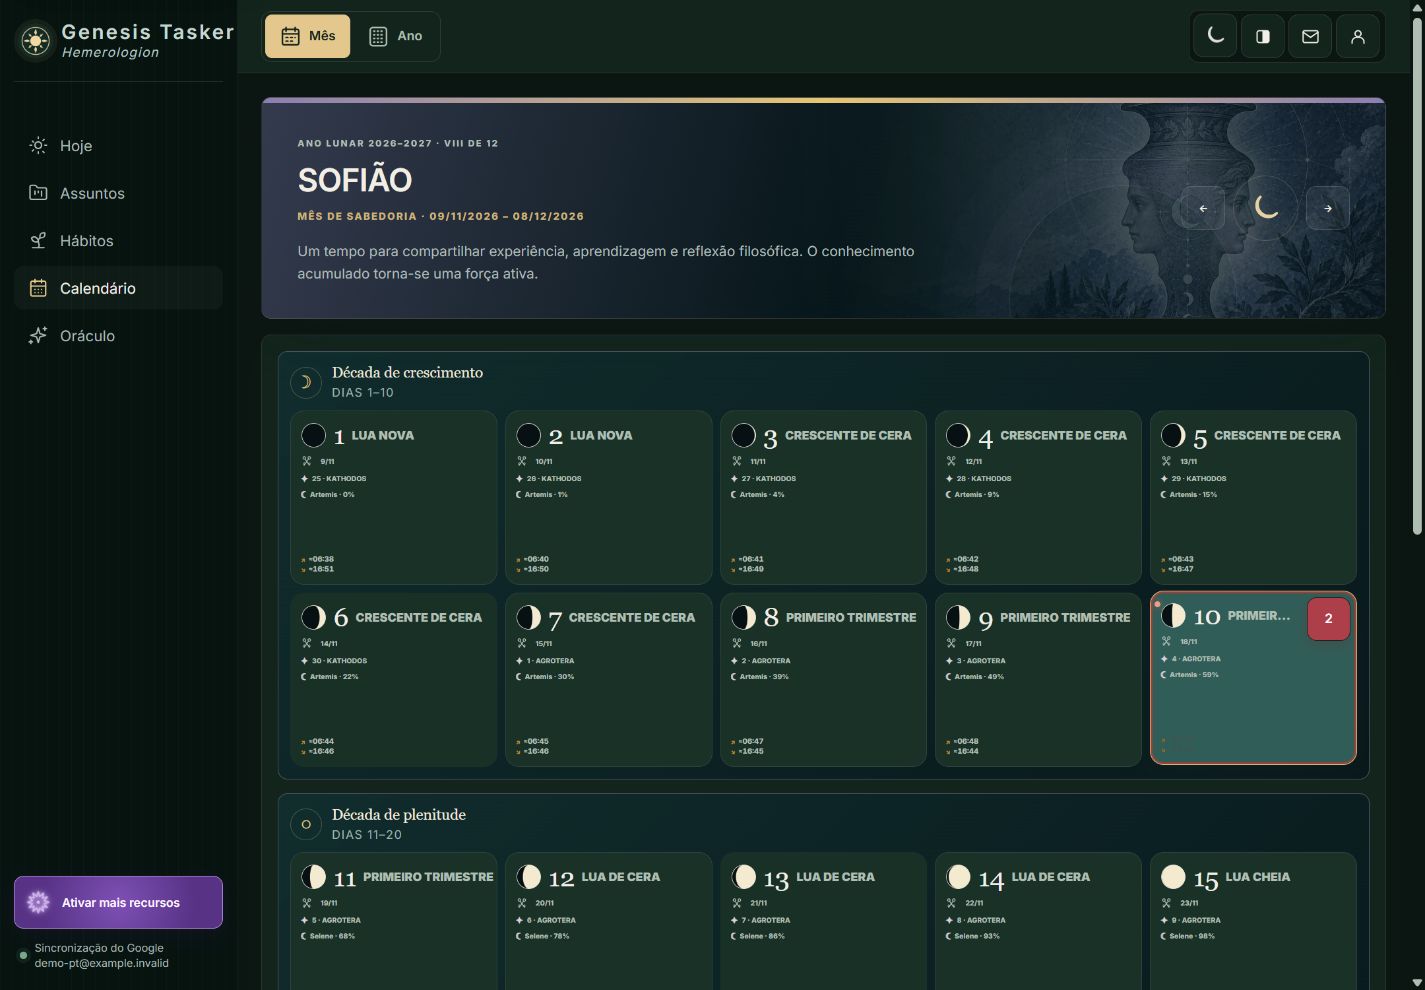 Genesis Tasker
Hemerologion
Hoje
Assuntos
Hábitos
Calendário
Oráculo
Ativar mais recursos
Sincronização do Google
demo-pt@example.invalid
Mês
Ano
ANO LUNAR 2026–2027 · VIII DE 12
SOFIÃO
MÊS DE SABEDORIA · 09/11/2026 – 08/12/2026
Um tempo para compartilhar experiência, aprendizagem e reflexão filosófica. O conhecimento
acumulado torna-se uma força ativa.
Década de crescimento
DIAS 1–10
1 LUA NOVA
9/11
25 · KATHODOS
Artemis · 0%
≈06:38
≈16:51
2 LUA NOVA
10/11
26 · KATHODOS
Artemis · 1%
≈06:40
≈16:50
3 CRESCENTE DE CERA
11/11
27 · KATHODOS
Artemis · 4%
≈06:41
≈16:49
4 CRESCENTE DE CERA
12/11
28 · KATHODOS
Artemis · 9%
≈06:42
≈16:48
5 CRESCENTE DE CERA
13/11
29 · KATHODOS
Artemis · 15%
≈06:43
≈16:47
6 CRESCENTE DE CERA
14/11
30 · KATHODOS
Artemis · 22%
≈06:44
≈16:46
7 CRESCENTE DE CERA
15/11
1 · AGROTERA
Artemis · 30%
≈06:45
≈16:46
8 PRIMEIRO TRIMESTRE
16/11
2 · AGROTERA
Artemis · 39%
≈06:47
≈16:45
9 PRIMEIRO TRIMESTRE
17/11
3 · AGROTERA
Artemis · 49%
≈06:48
≈16:44
10 PRIMEIR... 2
18/11
4 · AGROTERA
Artemis · 59%
Década de plenitude
DIAS 11–20
11 PRIMEIRO TRIMESTRE
19/11
5 · AGROTERA
Selene · 68%
12 LUA DE CERA
20/11
6 · AGROTERA
Selene · 78%
13 LUA DE CERA
21/11
7 · AGROTERA
Selene · 86%
14 LUA DE CERA
22/11
8 · AGROTERA
Selene · 93%
15 LUA CHEIA
23/11
9 · AGROTERA
Selene · 98%